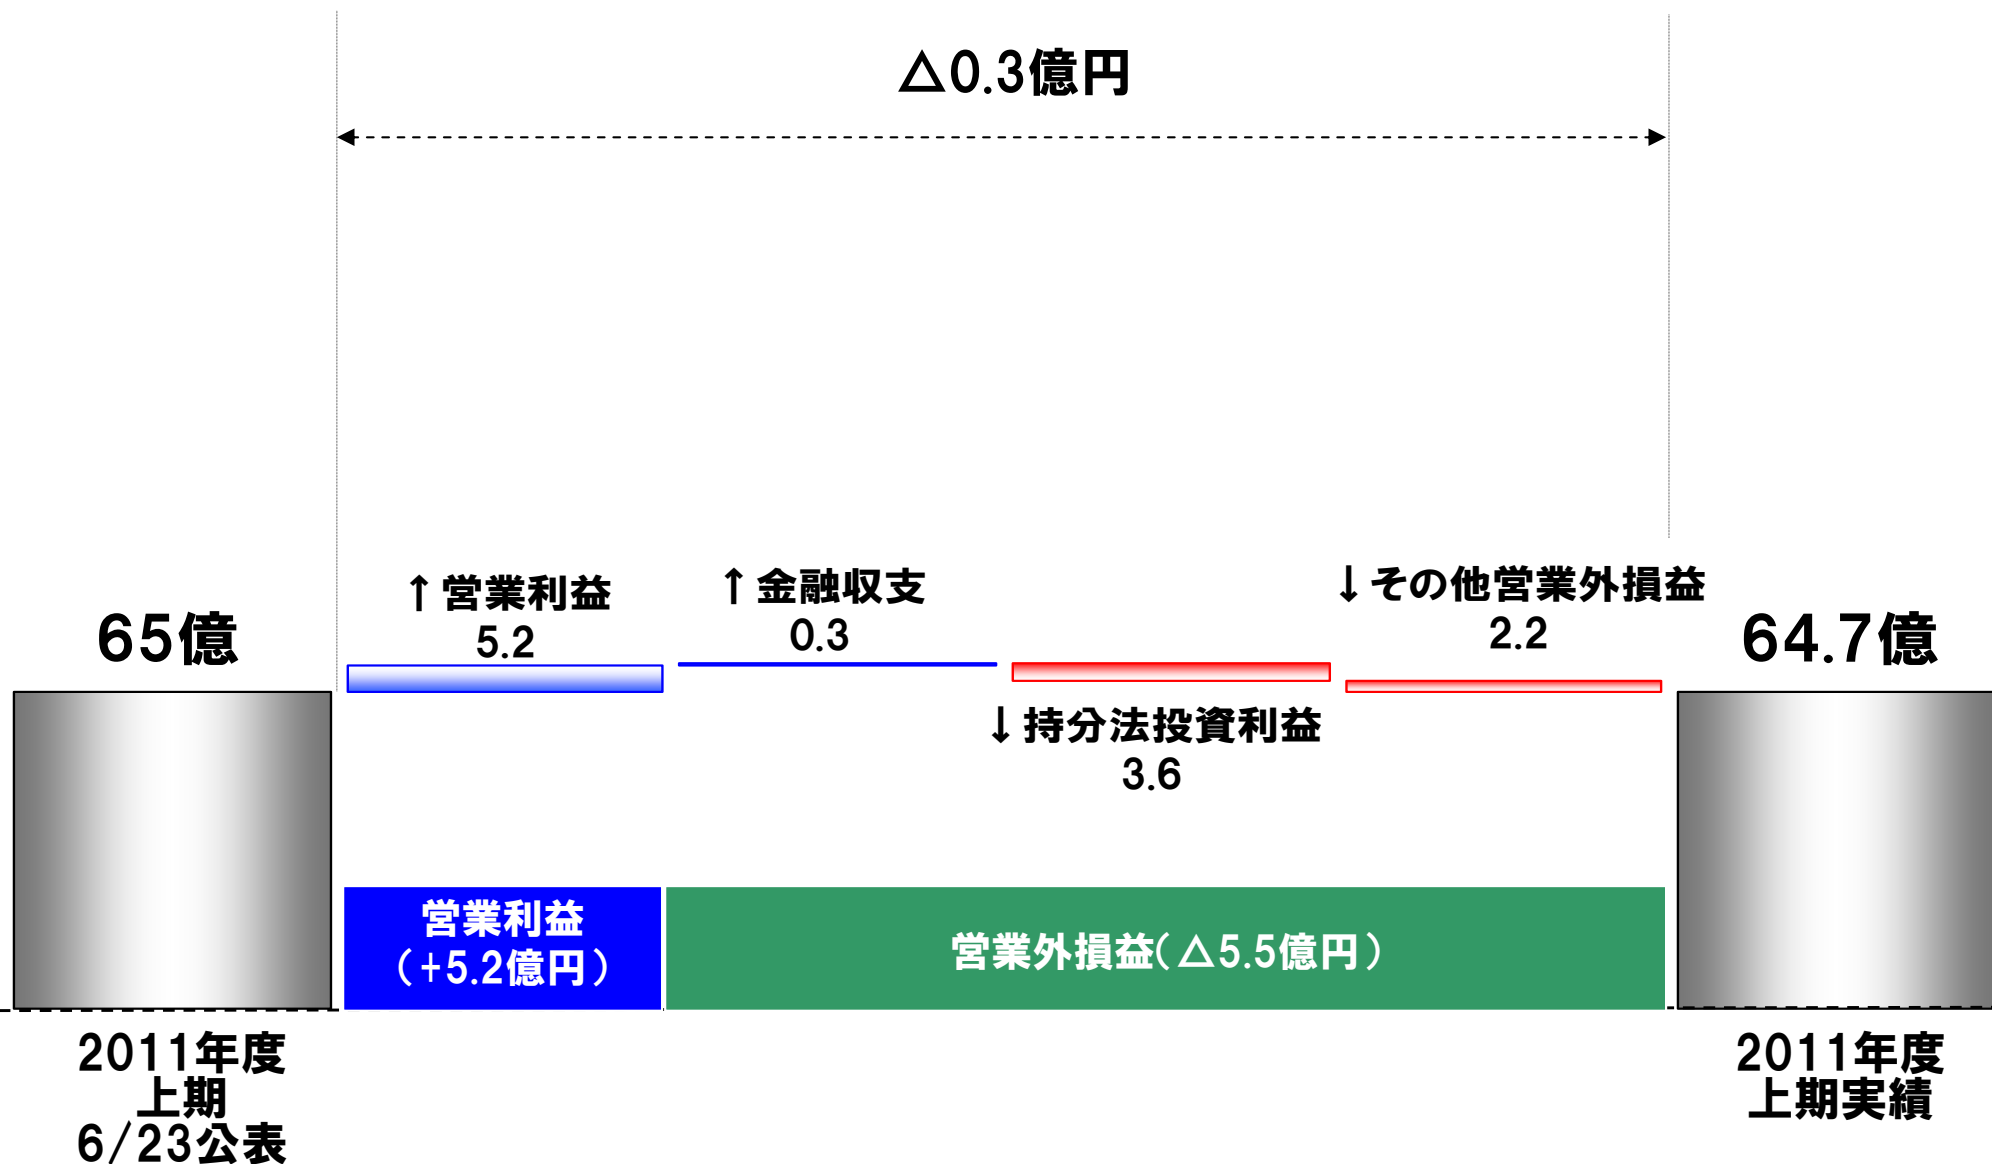 △0.3億円
↑営業利益
5.2
↑金融収支
0.3
↓その他営業外損益
2.2
65億
64.7億
↓持分法投資利益
3.6
営業利益
(+5.2億円)
営業外損益(△5.5億円)
2011年度
上期
6/23公表
2011年度
上期実績